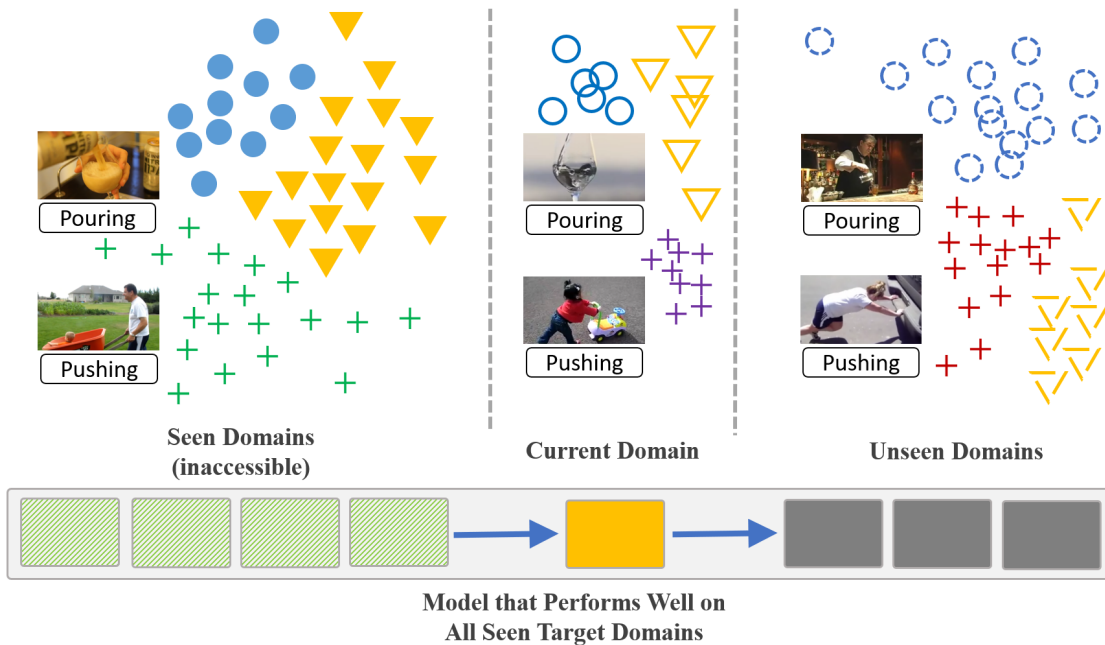 Pouring
Pushing
Seen Domains
(inaccessible)
Pouring
Pushing
Current Domain
Pouring
Pushing
Unseen Domains
Model that Performs Well on
All Seen Target Domains